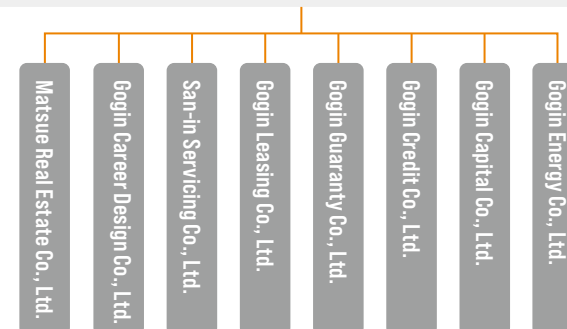 Matsue Real Estate Co., Ltd.
Gogin Career Design Co., Ltd.
San-in Servicing Co., Ltd.
Gogin Leasing Co., Ltd.
Gogin Guaranty Co., Ltd.
Gogin Credit Co., Ltd.
Gogin Capital Co., Ltd.
Gogin Energy Co., Ltd.